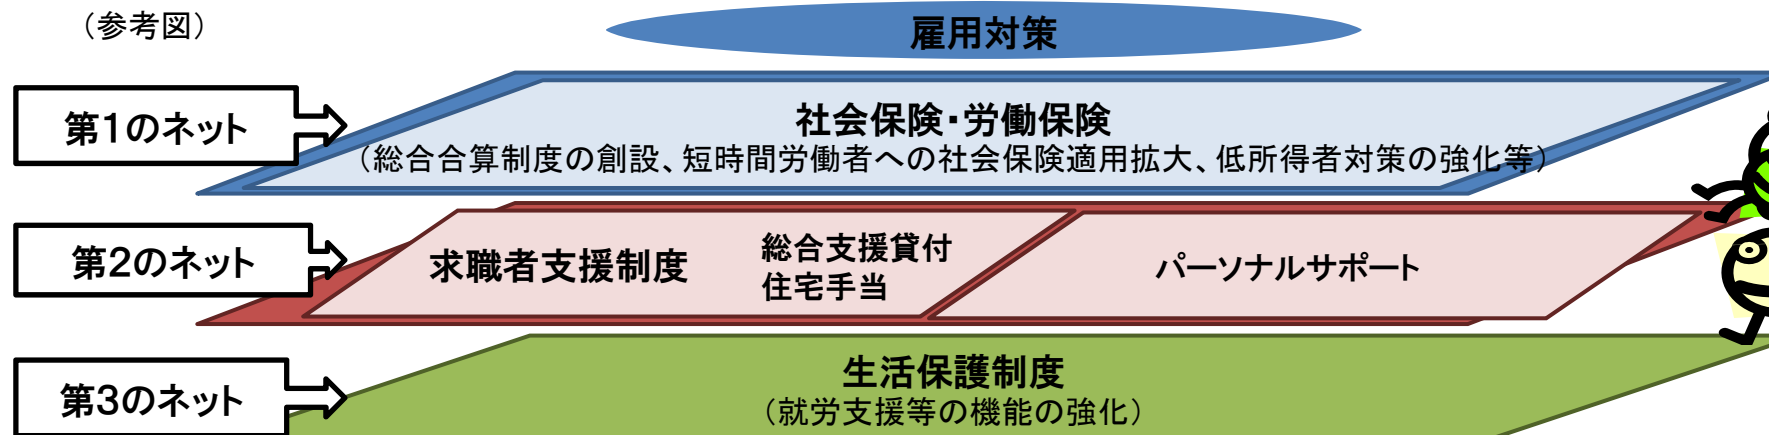 （参考図）
雇用対策
第1のネット
社会保険・労働保険
（総合合算制度の創設、短時間労働者への社会保険適用拡大、低所得者対策の強化等）
第2のネット
求職者支援制度
総合支援貸付
住宅手当
パーソナルサポート
第3のネット
生活保護制度
（就労支援等の機能の強化）